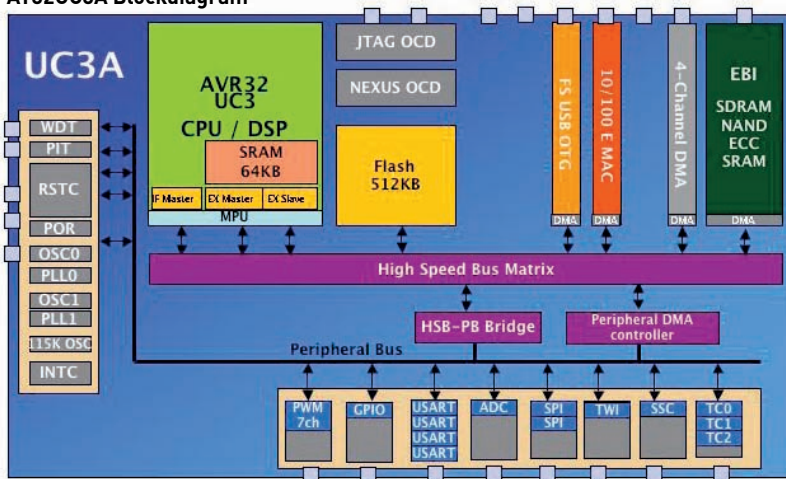 AT32UC3A Blockdiagram
UC3A
WDT
PIT
RSTC
POR
OSC0
PLL0
OSC1
PLL1
115K OSC
INTC
AVR32
UC3
CPU / DSP
SRAM
64KB
IF Master
EX Master
EX Slave
MPU
JTAG OCD
NEXUS OCD
Flash
512KB
FS USB OTG
DMA
10/100 E MAC
DMA
4-Channel DMA
DMA
EBI
SDRAM
NAND
ECC
SRAM
DMA
High Speed Bus Matrix
HSB-PB Bridge
Peripheral DMA
controller
Peripheral Bus
PWM
7ch
GPIO
USART
USART
USART
USART
ADC
SPI
SPI
TWI
SSC
TC0
TC1
TC2